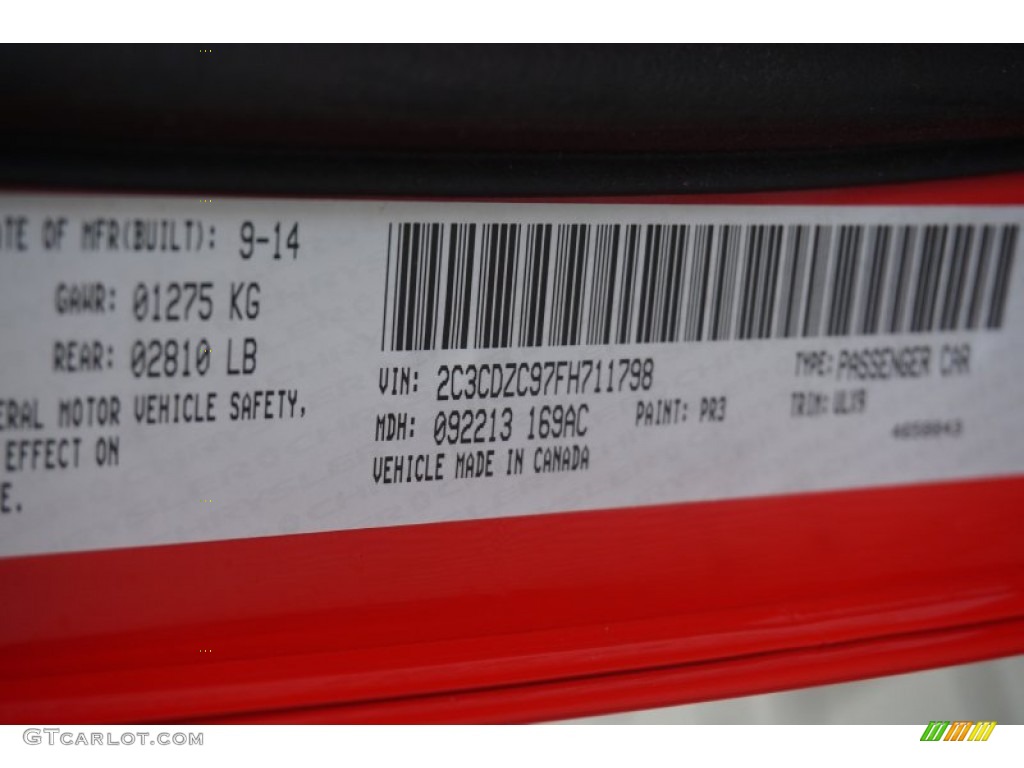 ATE OF MFR(BUILT): 9-14
GAWR: 01275 KG
REAR: 02810 LB
ERAL MOTOR VEHICLE SAFETY,
EFFECT ON
E.
VIN: 2C3CDZC97FH711798
TYPE: PASSENGER CAR
MDH: 092213 169AC
PAINT: PR3
TRIM:
VEHICLE MADE IN CANADA
GTCARLOT.COM